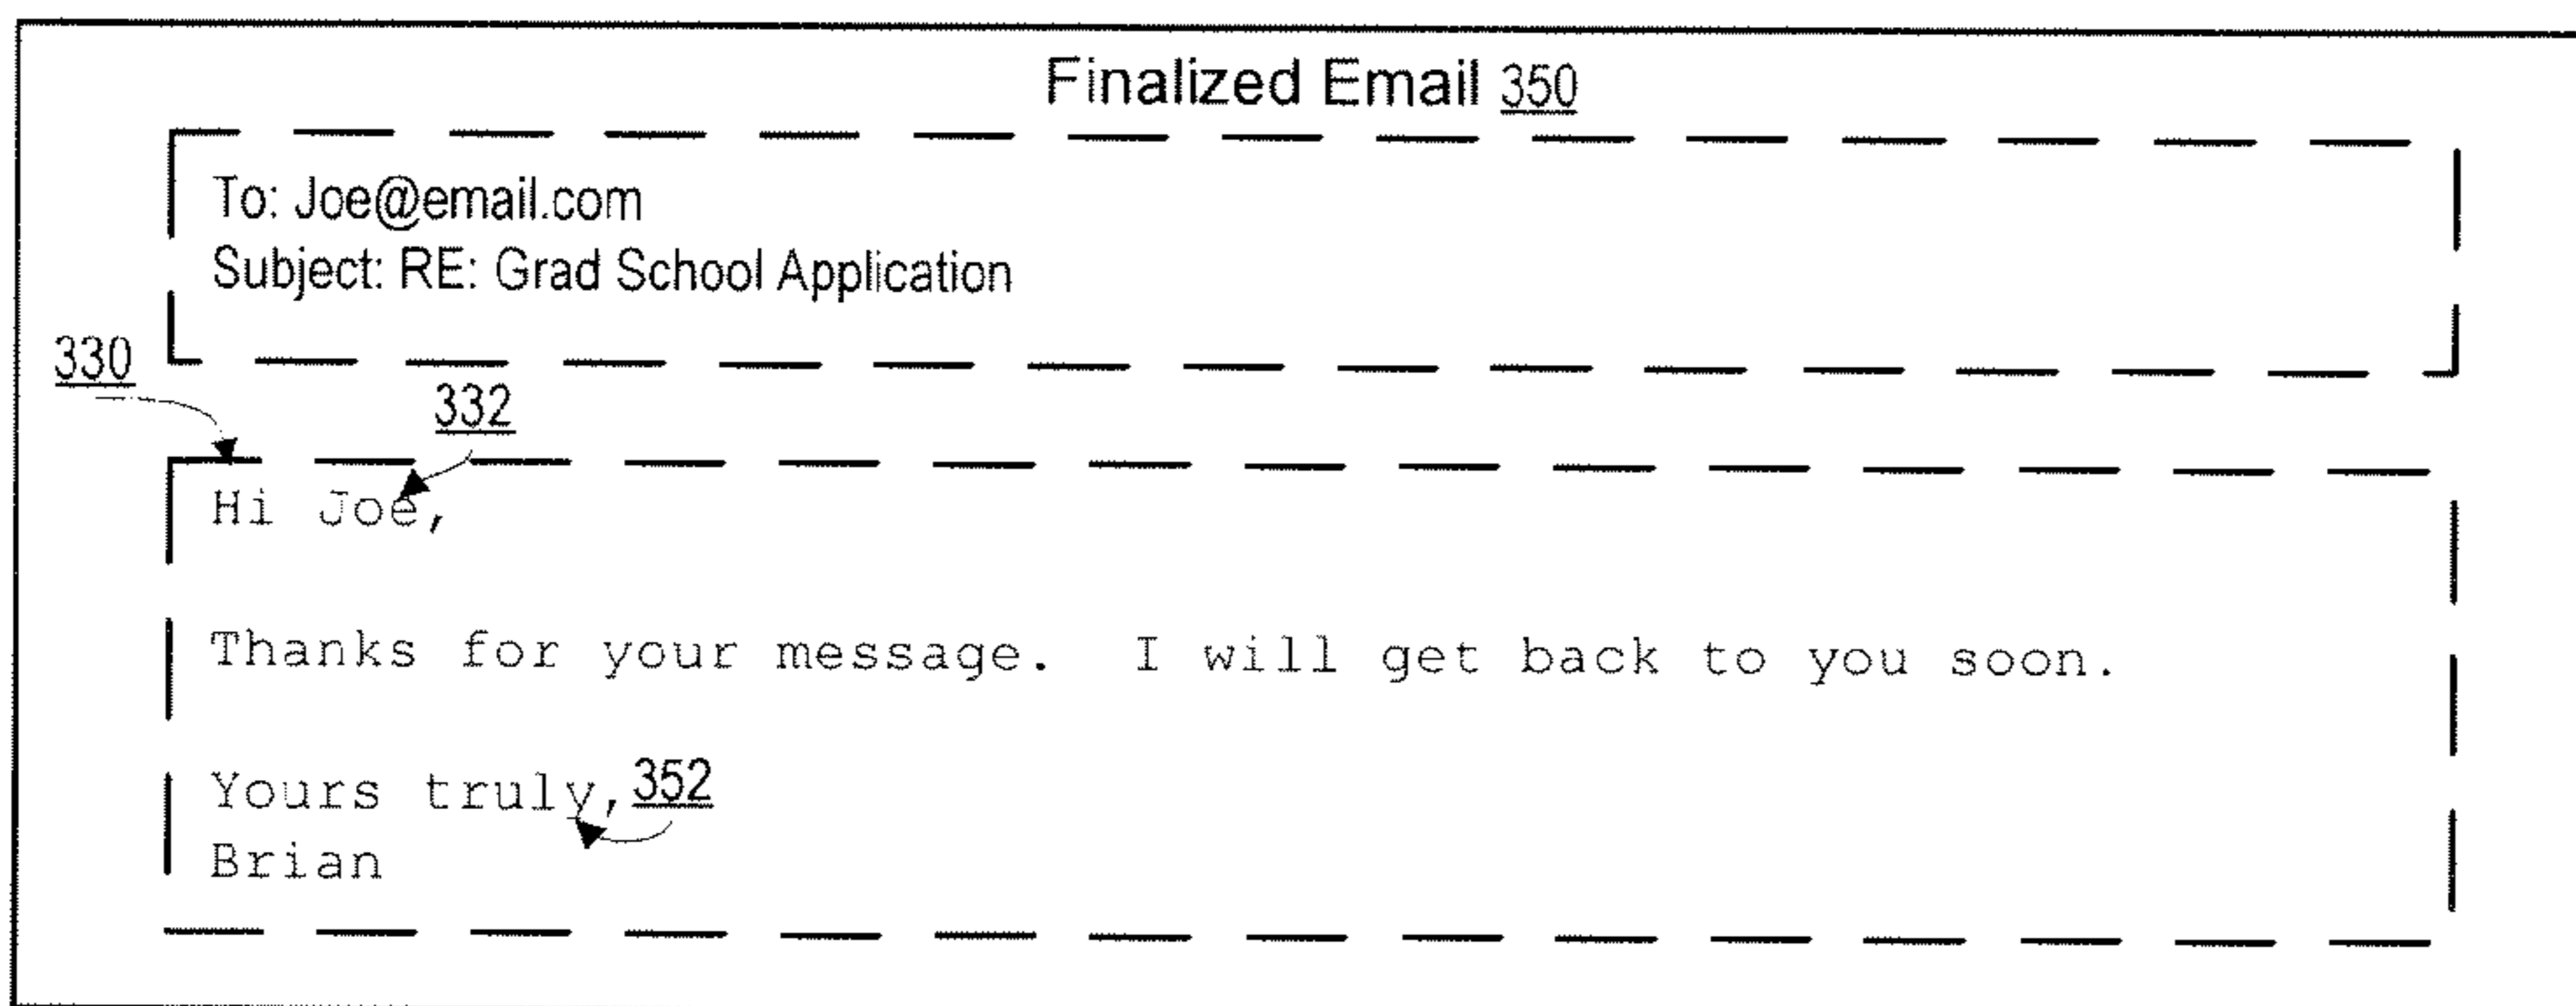 Finalized Email 350
To: Joe@email.com
Subject: RE: Grad School Application
330
332
Hi Joe,
Thanks for your message.  I will get back to you soon.
Yours truly, 352
Brian